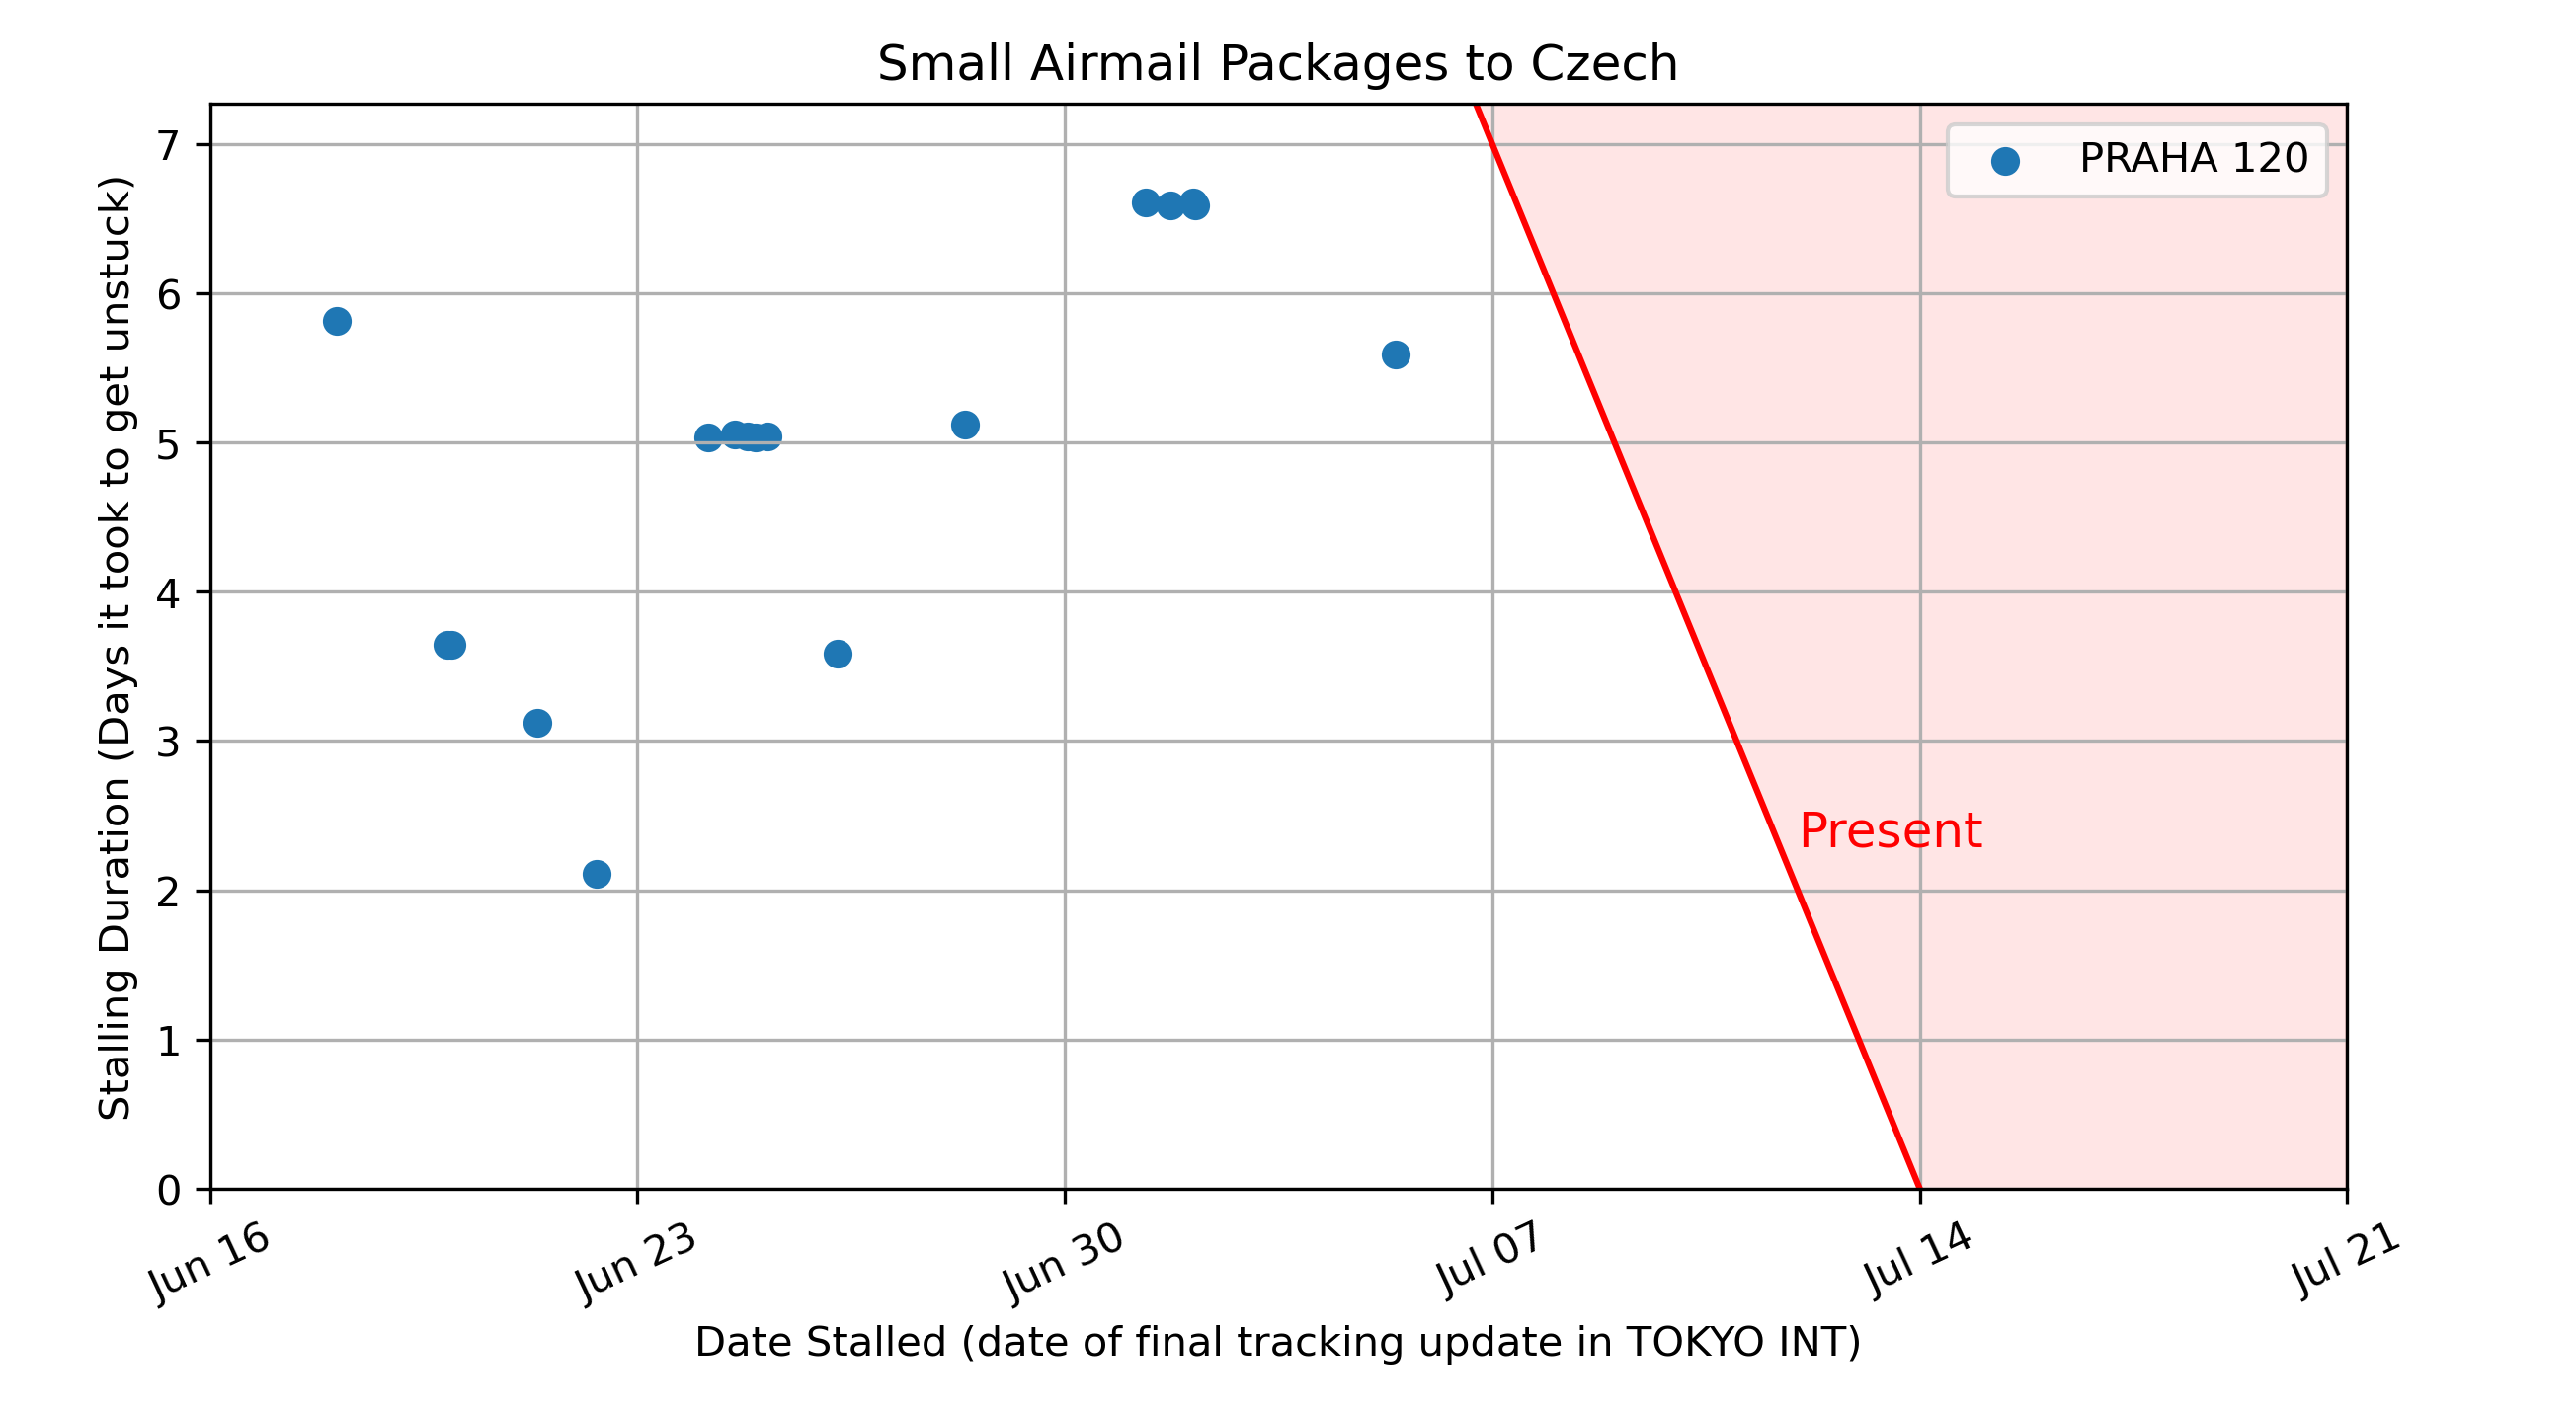 Small Airmail Packages to Czech
Stalling Duration (Days it took to get unstuck)
7
6
5
4
3
2
1
0
PRAHA 120
Present
Jun 16
Jun 23
Jun 30
Jul 07
Jul 14
Jul 21
Date Stalled (date of final tracking update in TOKYO INT)